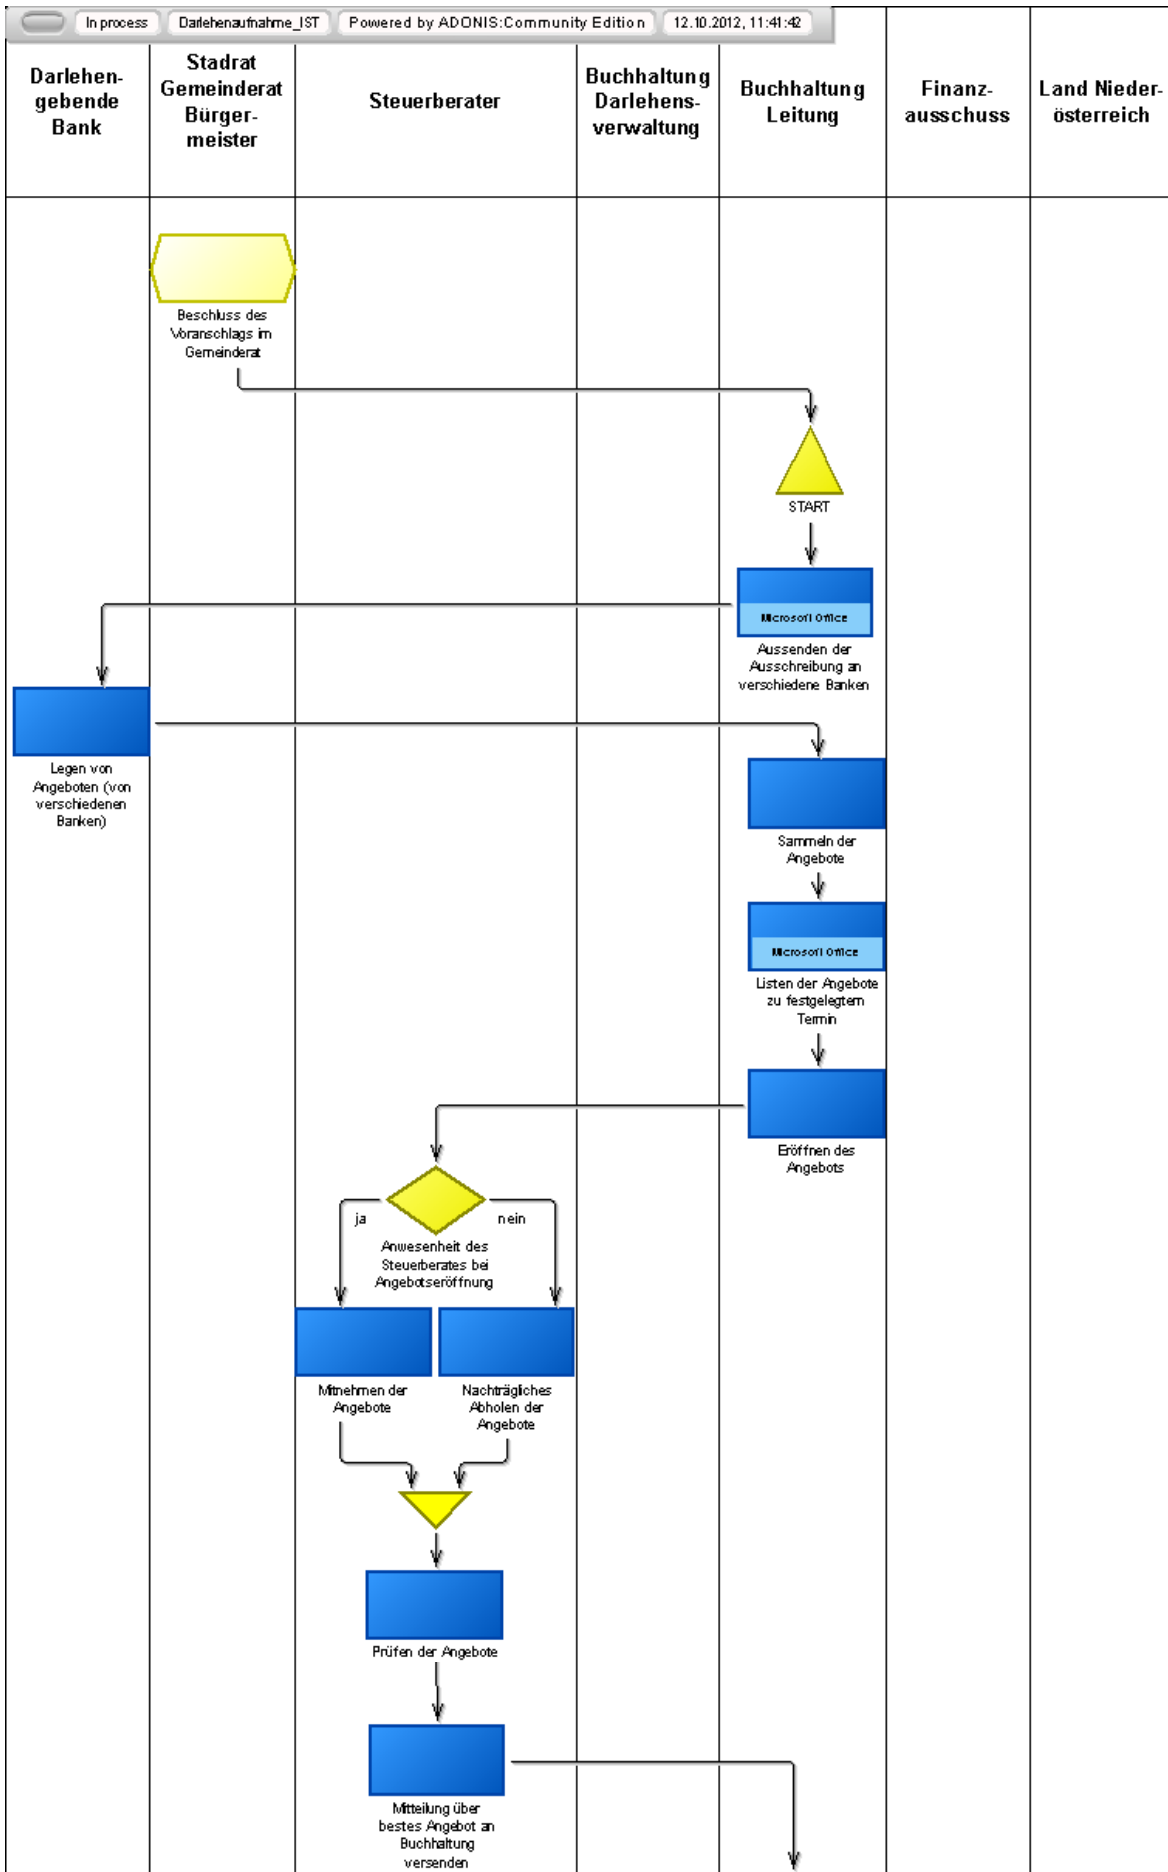 In process Darlehenaufnahme_IST Powered by ADONIS:Community Edition 12.10.2012, 11:41:42
Darlehen-
gebende
Bank
Stadrat
Gemeinderat
Bürger-
meister
Steuerberater
Buchhaltung
Darlehens-
verwaltung
Buchhaltung
Leitung
Finanz-
ausschuss
Land Nieder-
österreich
Beschluss des
Voranschlags im
Gemeinderat
START
Microsoft Office
Aussenden der
Ausschreibung an
verschiedene Banken
Legen von
Angeboten (von
verschiedenen
Banken)
Sammeln der
Angebote
Microsoft Office
Listen der Angebote
zu festgelegtem
Termin
Eröffnen des
Angebots
ja
nein
Anwesenheit des
Steuerberates bei
Angebotseröffnung
Mitnehmen der
Angebote
Nachträgliches
Abholen der
Angebote
Prüfen der Angebote
Mitteilung über
bestes Angebot an
Buchhaltung
versenden